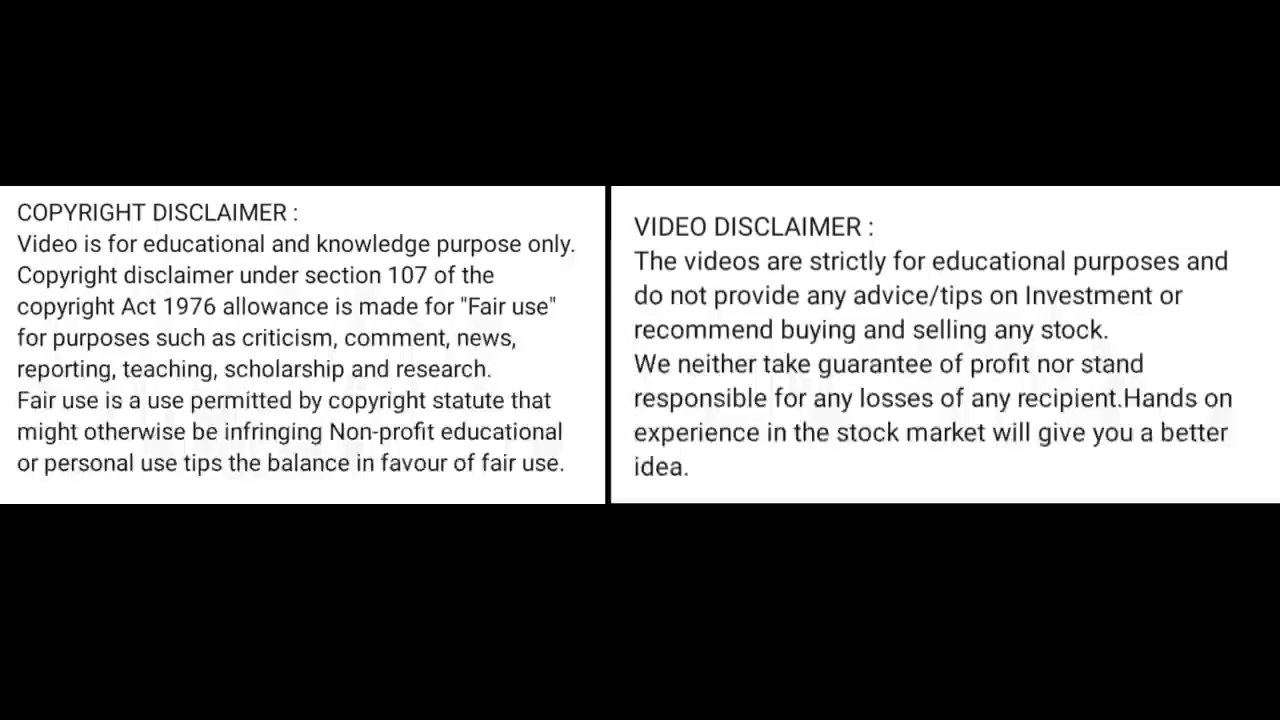 COPYRIGHT DISCLAIMER :
Video is for educational and knowledge purpose only.
Copyright disclaimer under section 107 of the
copyright Act 1976 allowance is made for "Fair use"
for purposes such as criticism, comment, news,
reporting, teaching, scholarship and research.
Fair use is a use permitted by copyright statute that
might otherwise be infringing Non-profit educational
or personal use tips the balance in favour of fair use.
VIDEO DISCLAIMER :
The videos are strictly for educational purposes and
do not provide any advice/tips on Investment or
recommend buying and selling any stock.
We neither take guarantee of profit nor stand
responsible for any losses of any recipient.Hands on
experience in the stock market will give you a better
idea.